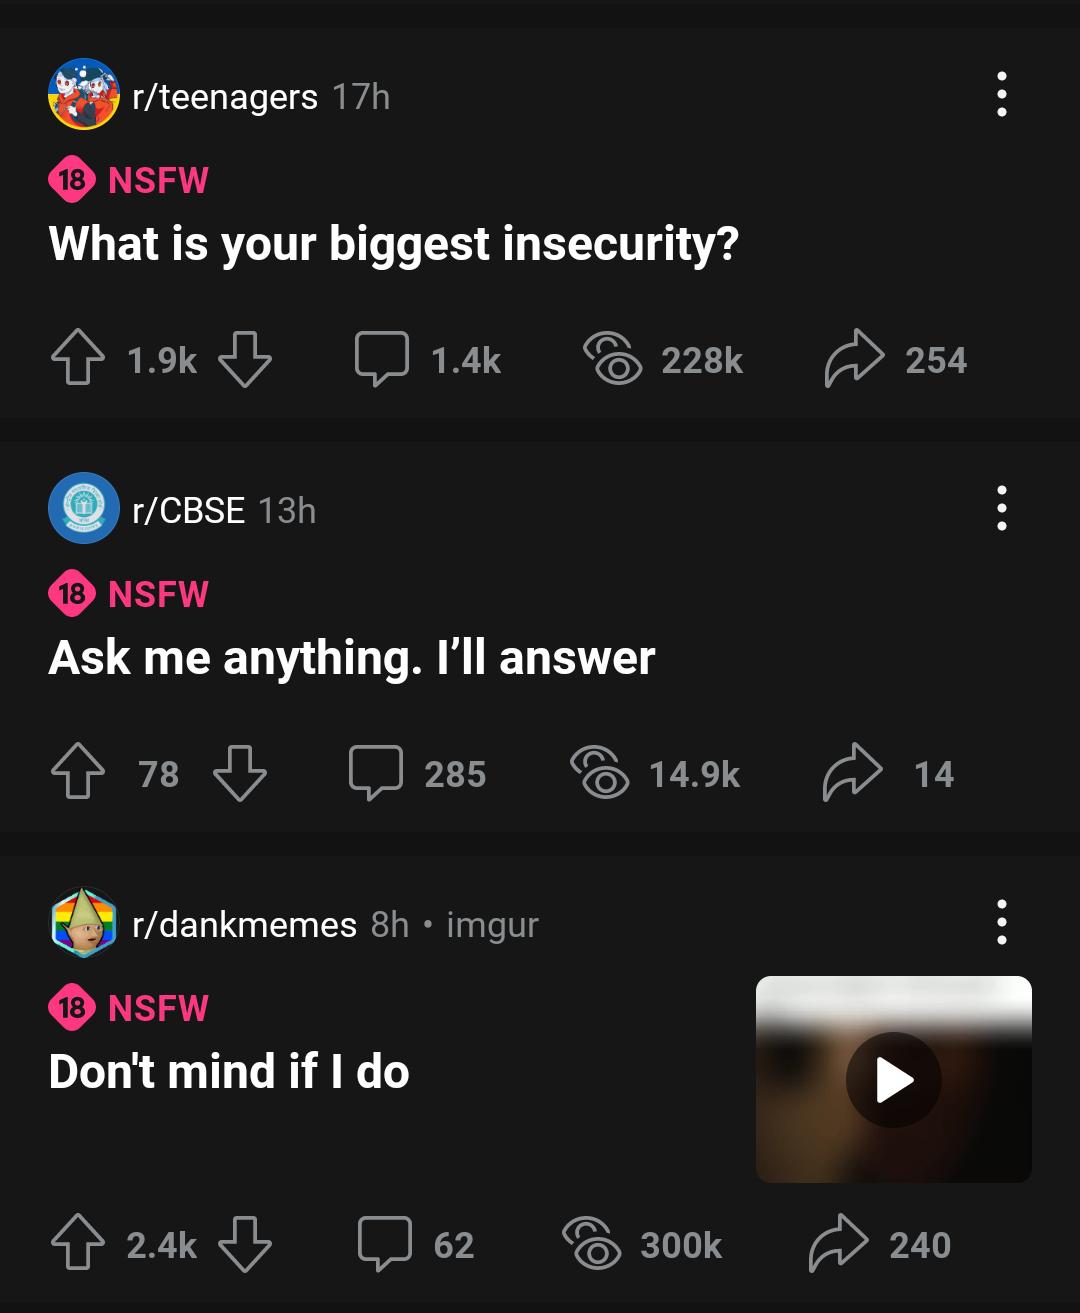 r/teenagers 17h
18 NSFW
What is your biggest insecurity?
1.9k 1.4k 228k 254
r/CBSE 13h
18 NSFW
Ask me anything. I’ll answer
78 285 14.9k 14
r/dankmemes 8h • imgur
18 NSFW
Don't mind if I do
2.4k 62 300k 240